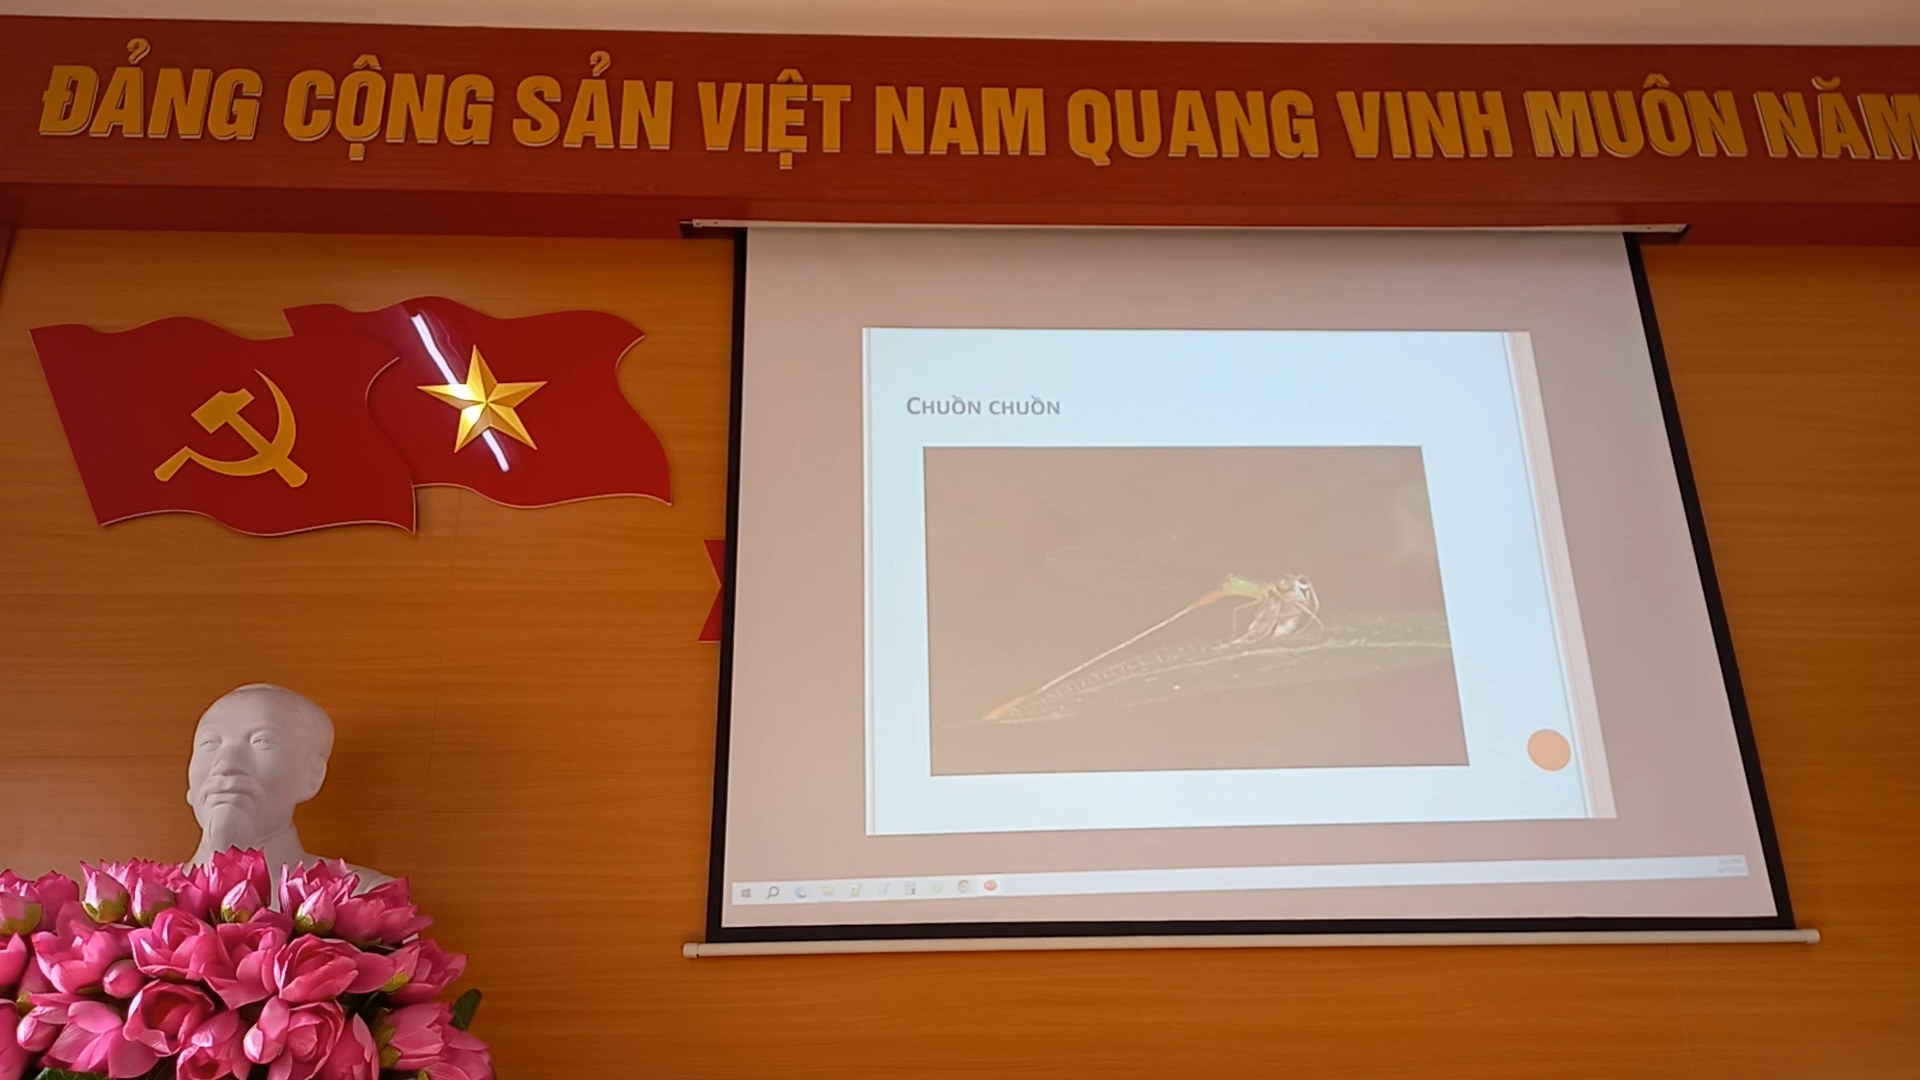 ĐẢNG CỘNG SẢN VIỆT NAM QUANG VINH MUÔN NĂM
CHUỒN CHUỒN